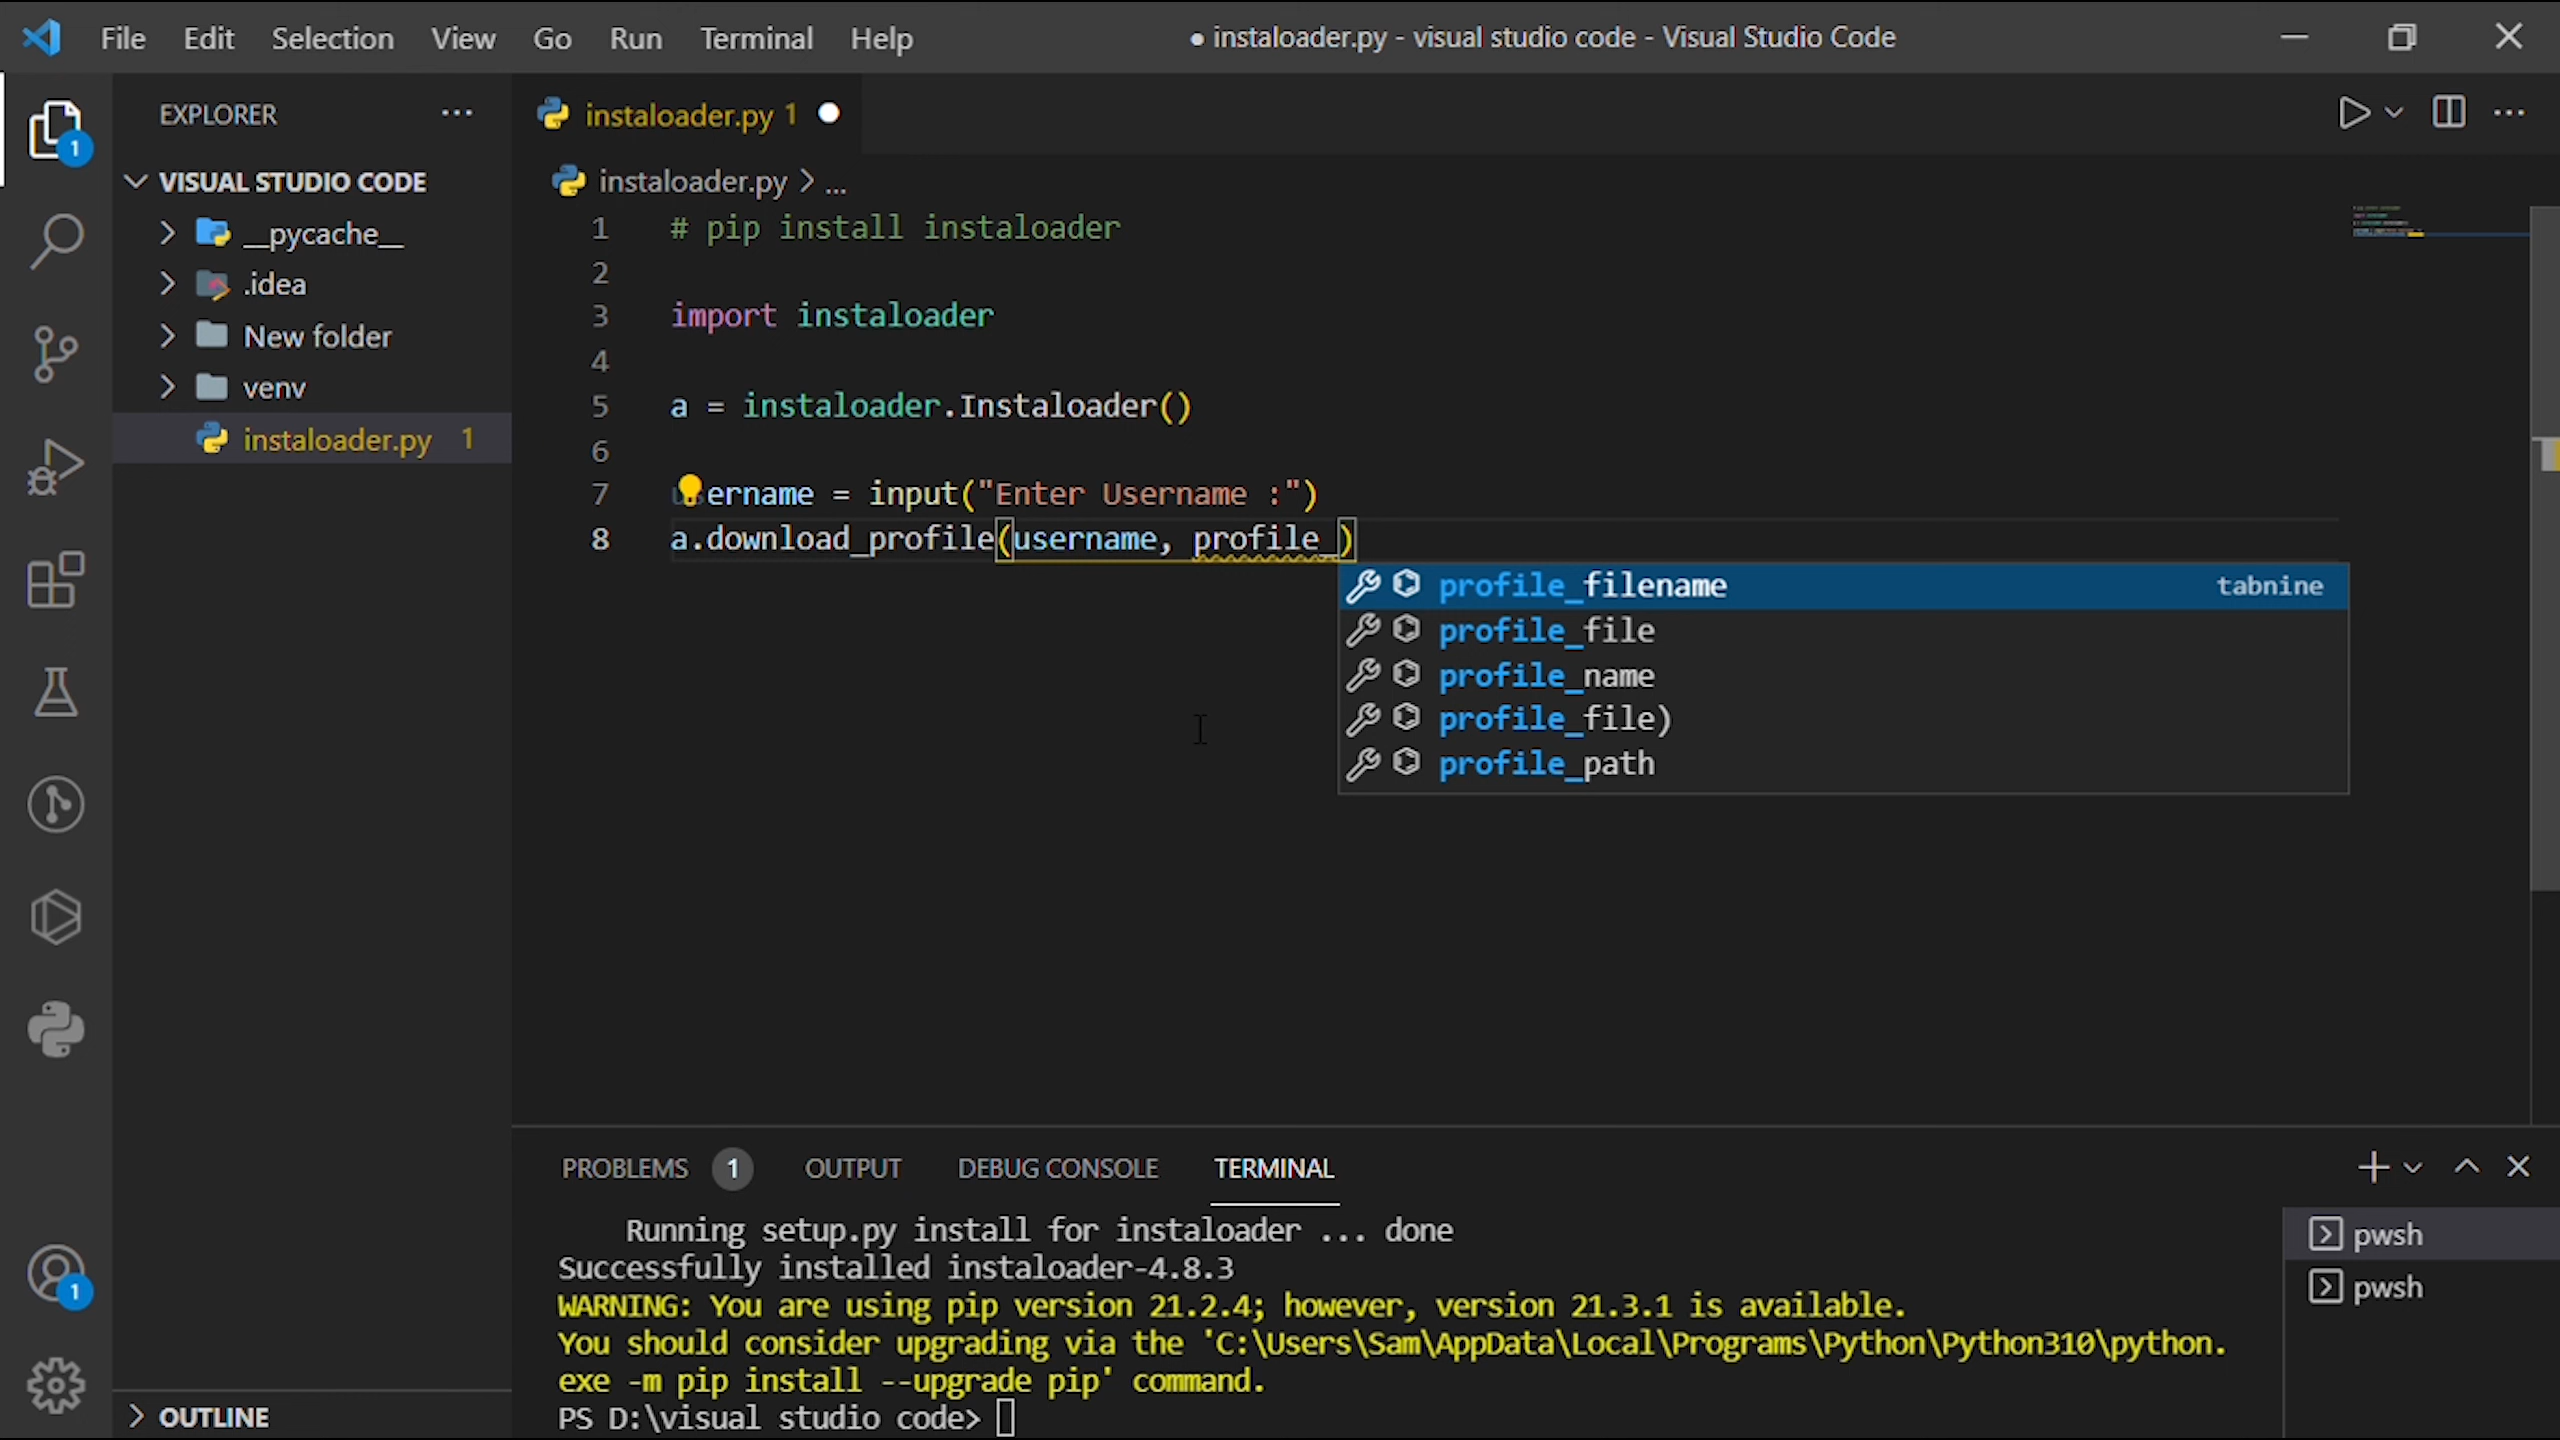 File Edit Selection View Go Run Terminal Help
● instaloader.py - visual studio code - Visual Studio Code
EXPLORER
1
VISUAL STUDIO CODE
__pycache__
.idea
New folder
venv
instaloader.py 1
OUTLINE
1
instaloader.py 1
instaloader.py > ...
1 # pip install instaloader
2
3 import instaloader
4
5 a = instaloader.Instaloader()
6
7 username = input("Enter Username :")
8 a.download_profile(username, profile_)
profile_filename tabnine
profile_file
profile_name
profile_file)
profile_path
PROBLEMS 1 OUTPUT DEBUG CONSOLE TERMINAL
Running setup.py install for instaloader ... done
Successfully installed instaloader-4.8.3
WARNING: You are using pip version 21.2.4; however, version 21.3.1 is available.
You should consider upgrading via the 'C:\Users\Sam\AppData\Local\Programs\Python\Python310\python.
exe -m pip install --upgrade pip' command.
PS D:\visual studio code>
pwsh
pwsh